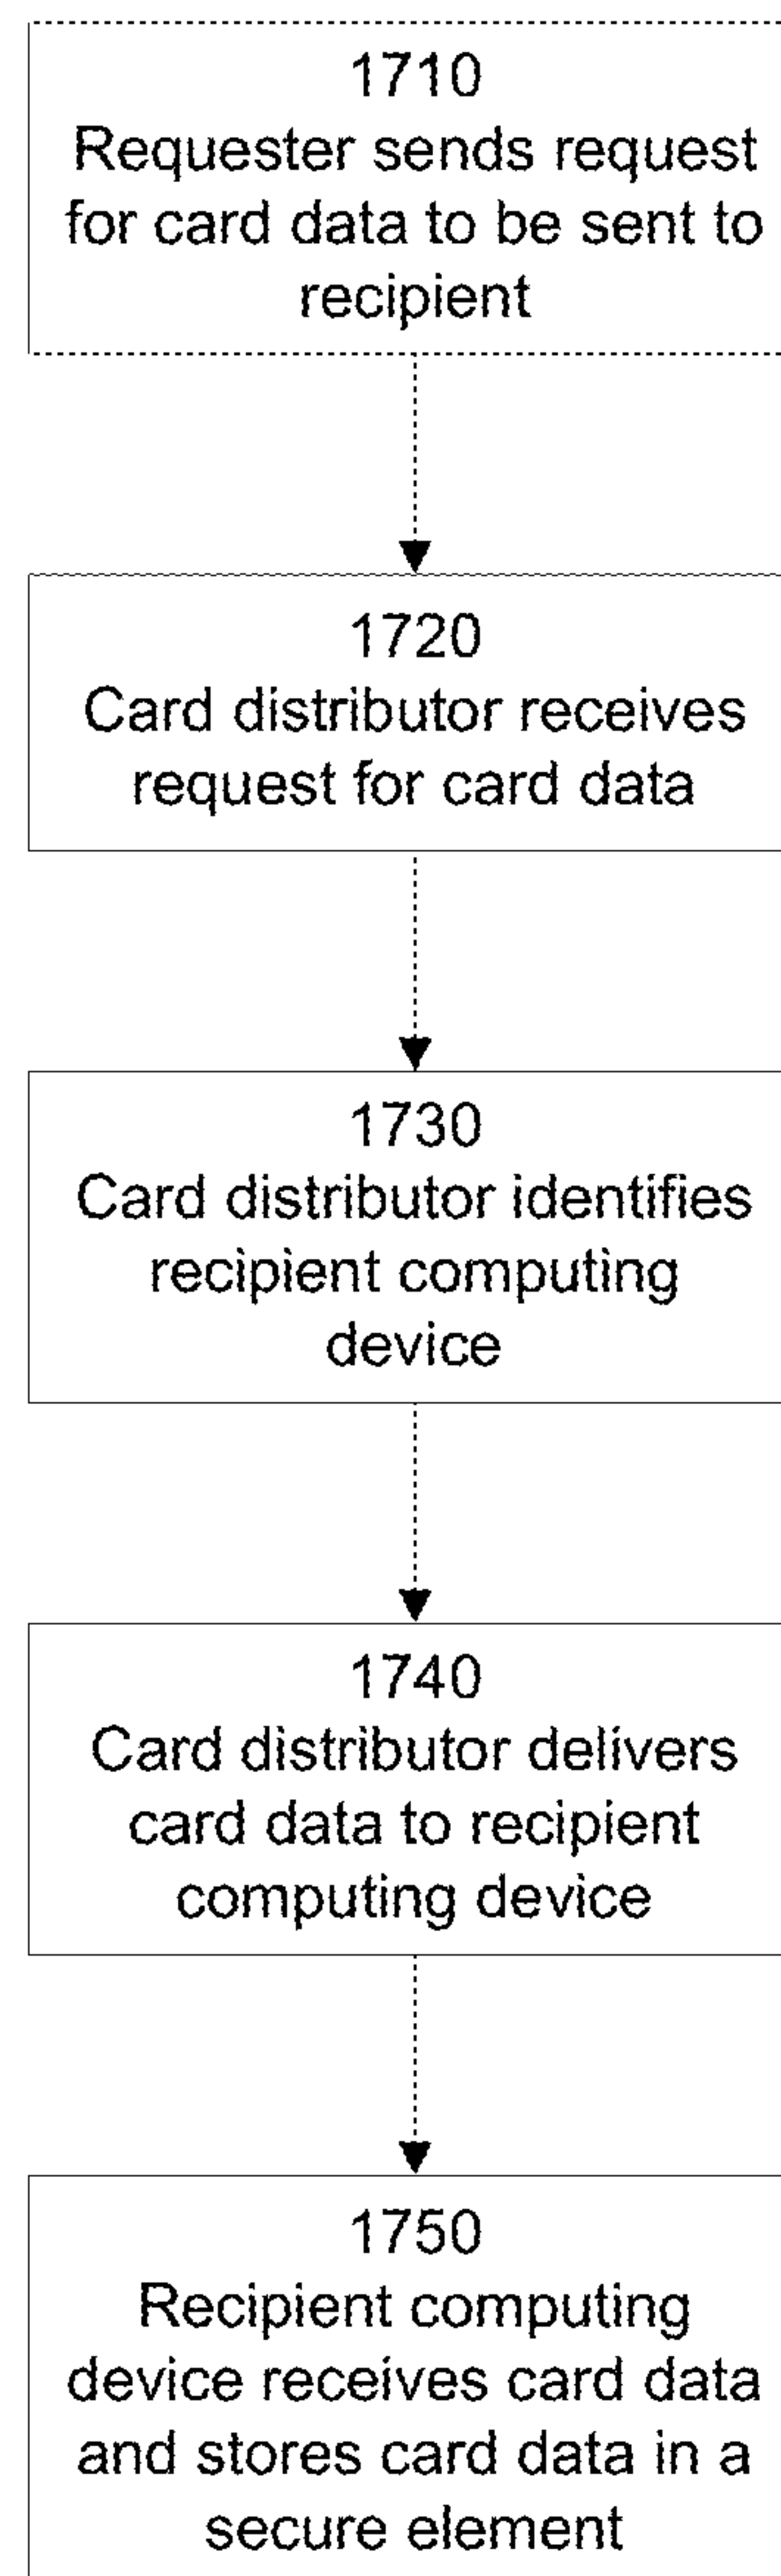 1710
Requester sends request
for card data to be sent to
recipient
1720
Card distributor receives
request for card data
1730
Card distributor identifies
recipient computing
device
1740
Card distributor delivers
card data to recipient
computing device
1750
Recipient computing
device receives card data
and stores card data in a
secure element